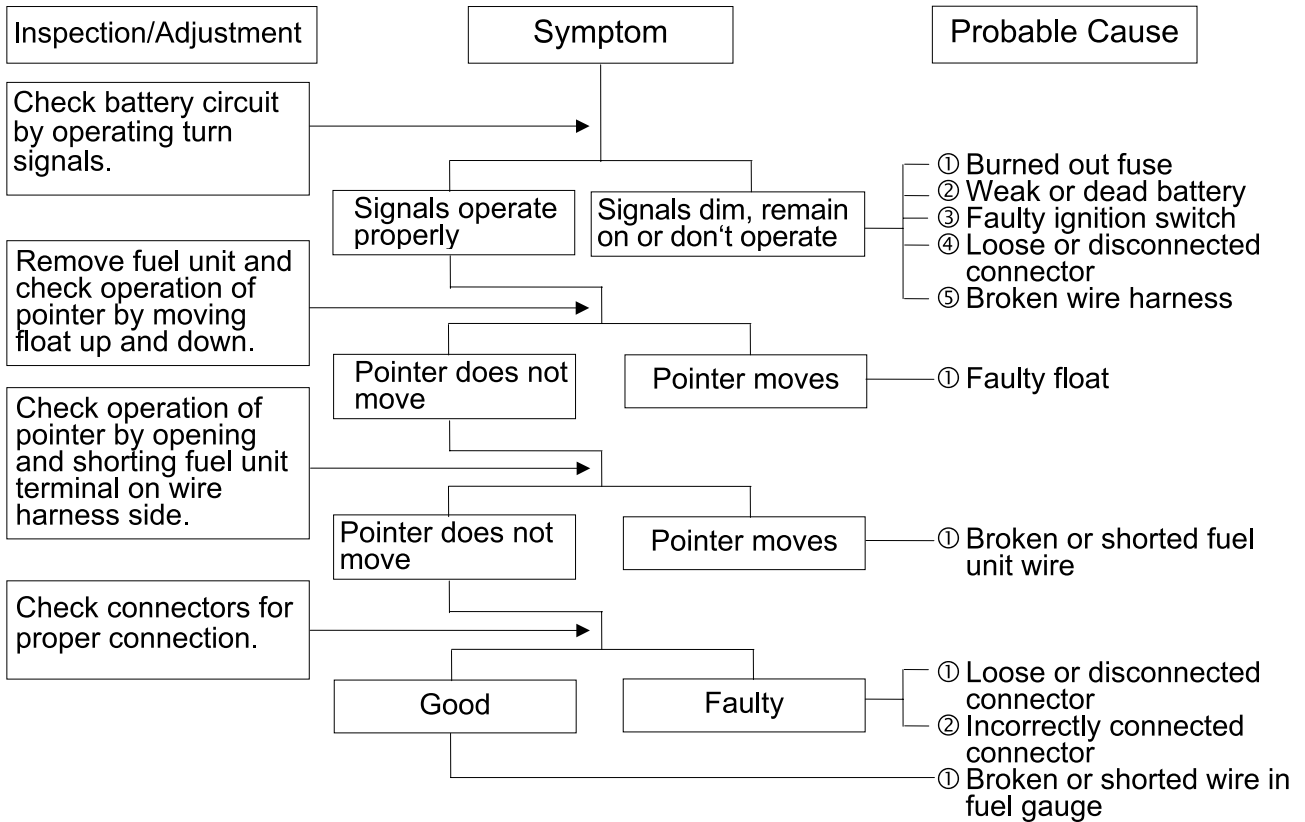 Inspection/Adjustment
Symptom
Probable Cause
Check battery circuit
by operating turn
signals.
Signals operate
properly
Signals dim, remain
on or don‘t operate
① Burned out fuse
② Weak or dead battery
③ Faulty ignition switch
④ Loose or disconnected
connector
⑤ Broken wire harness
Remove fuel unit and
check operation of
pointer by moving
float up and down.
Pointer does not
move
Pointer moves
① Faulty float
Check operation of
pointer by opening
and shorting fuel unit
terminal on wire
harness side.
Pointer does not
move
Pointer moves
① Broken or shorted fuel
unit wire
Check connectors for
proper connection.
Good
Faulty
① Loose or disconnected
connector
② Incorrectly connected
connector
① Broken or shorted wire in
fuel gauge